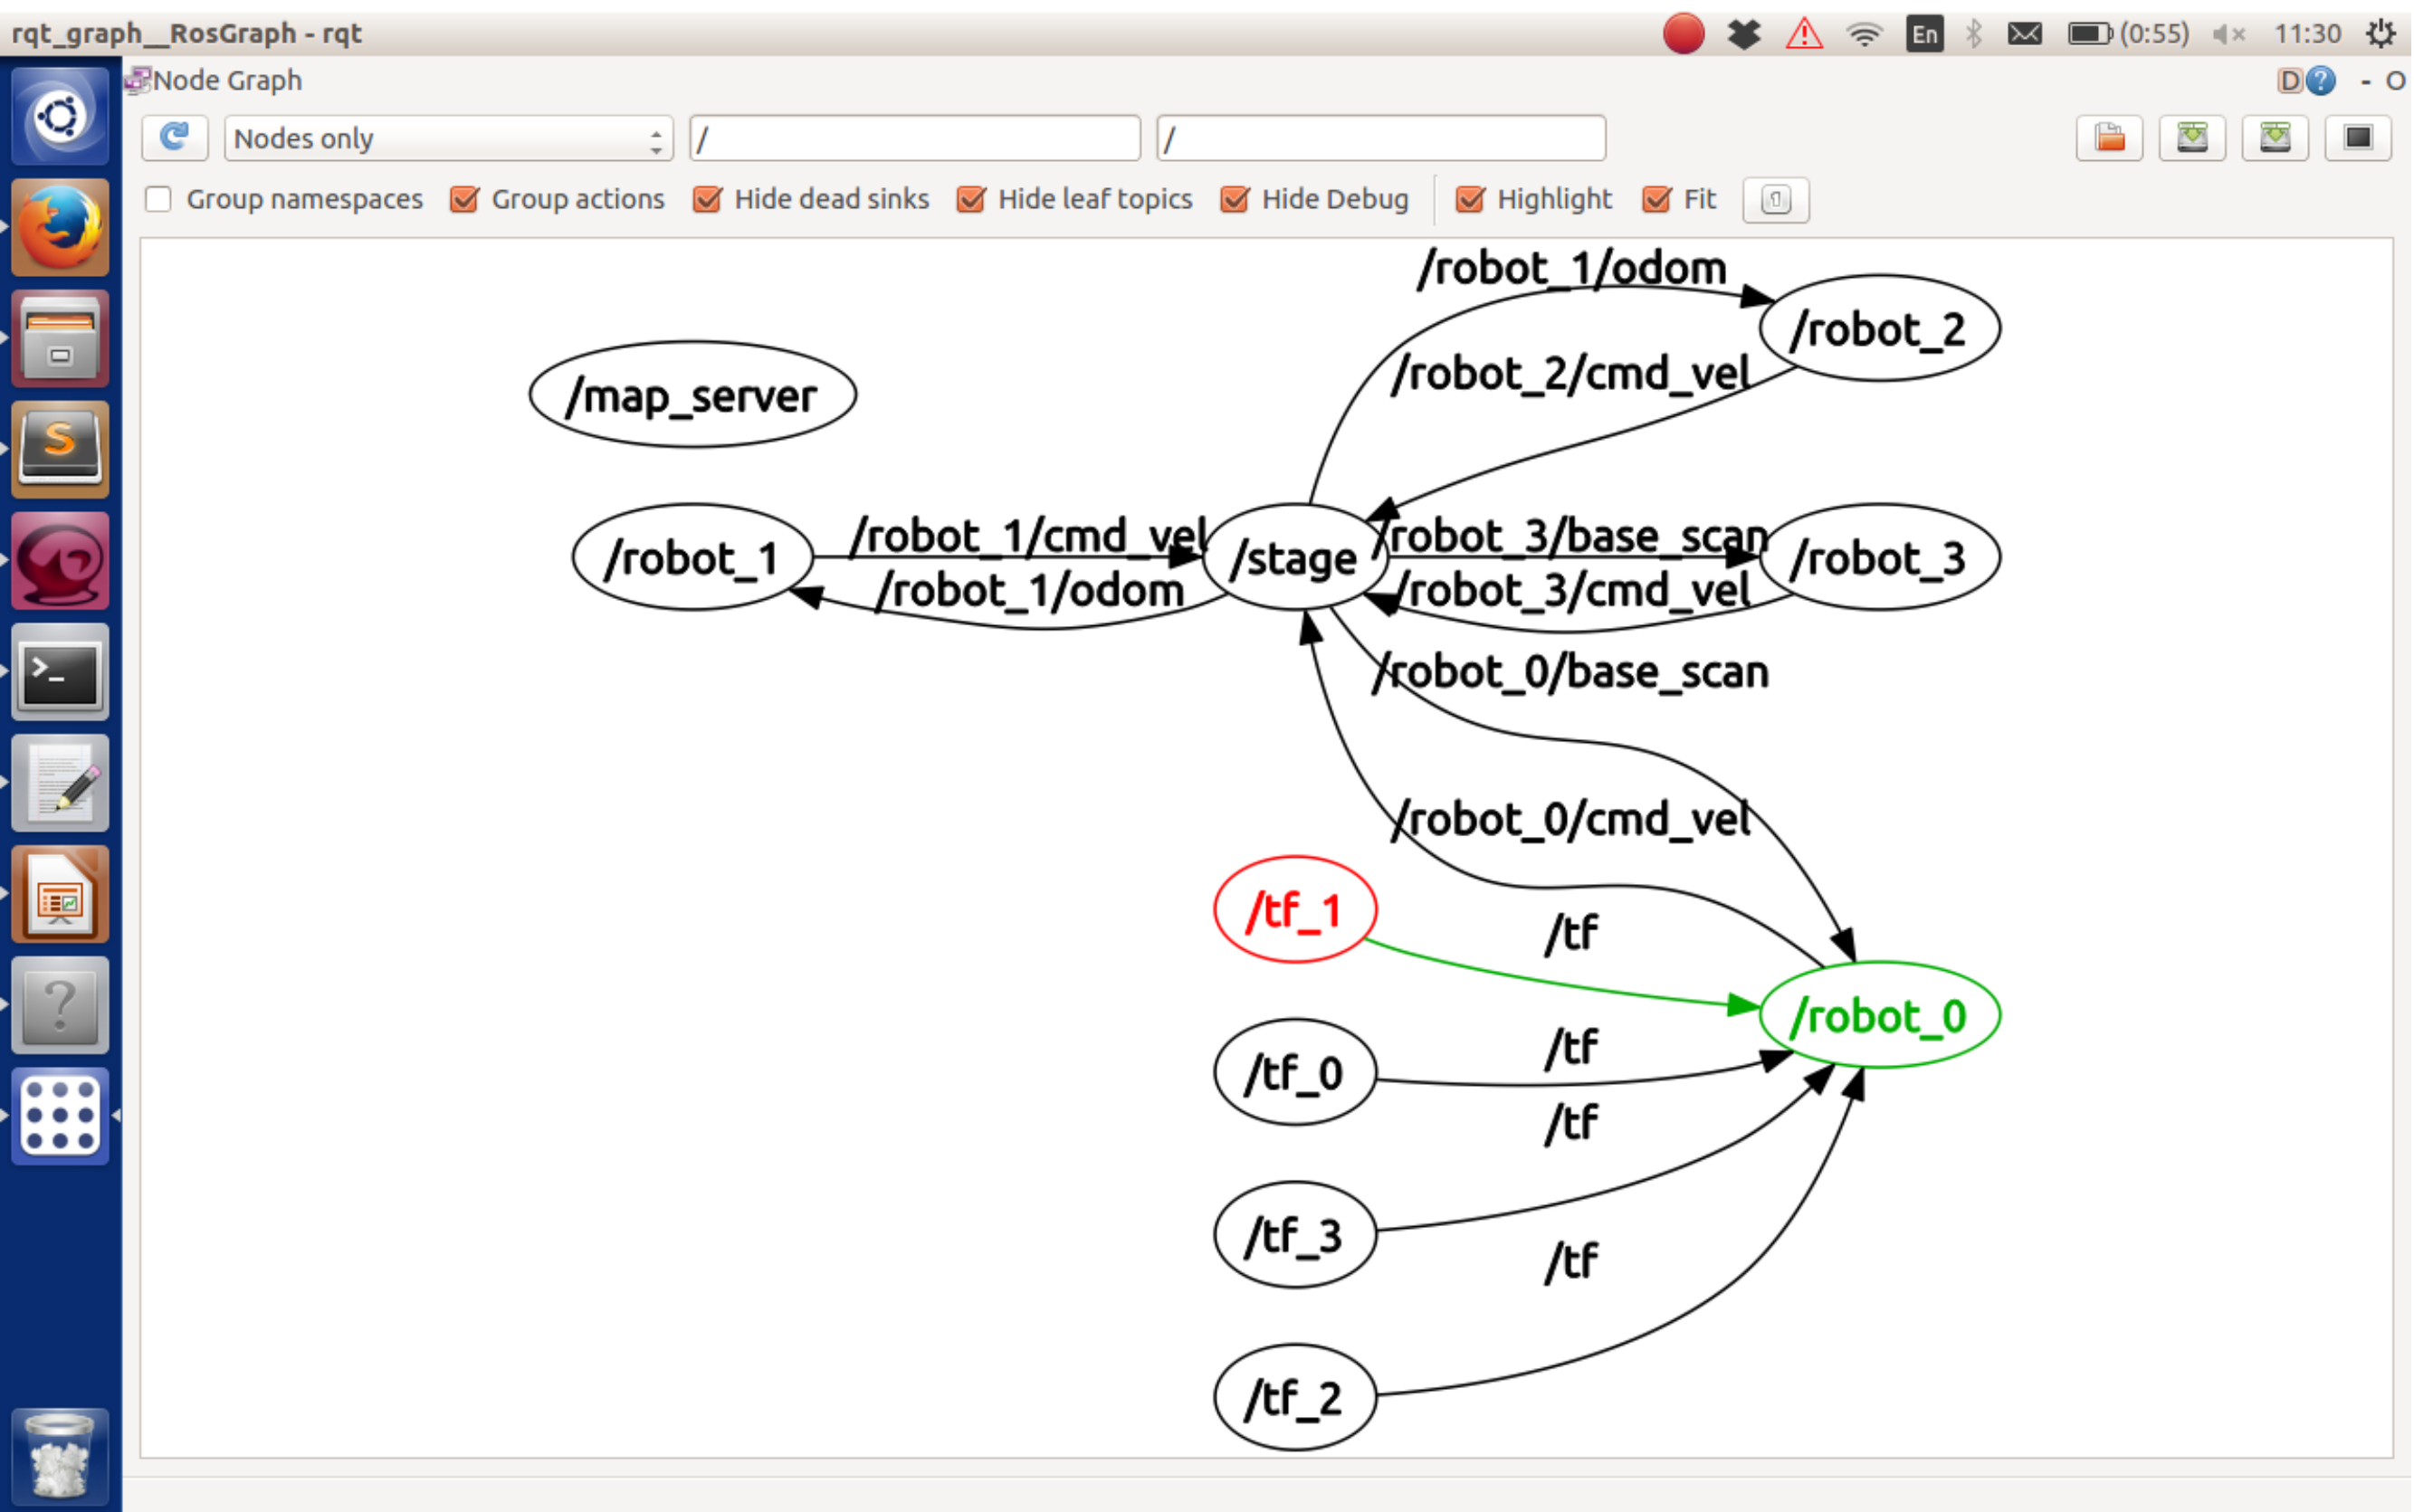 rqt_graph__RosGraph - rqt
En
(0:55)
11:30
Node Graph
D
?
- O
Nodes only
/
/
Group namespaces
Group actions
Hide dead sinks
Hide leaf topics
Hide Debug
Highlight
Fit
/robot_1/odom
/robot_2
/robot_2/cmd_vel
/map_server
/robot_1
/robot_1/cmd_vel
/robot_1/odom
/stage
/robot_3/base_scan
/robot_3/cmd_vel
/robot_3
/robot_0/base_scan
/robot_0/cmd_vel
/tf_1
/tf
/robot_0
/tf_0
/tf
/tf
/tf_3
/tf
/tf_2